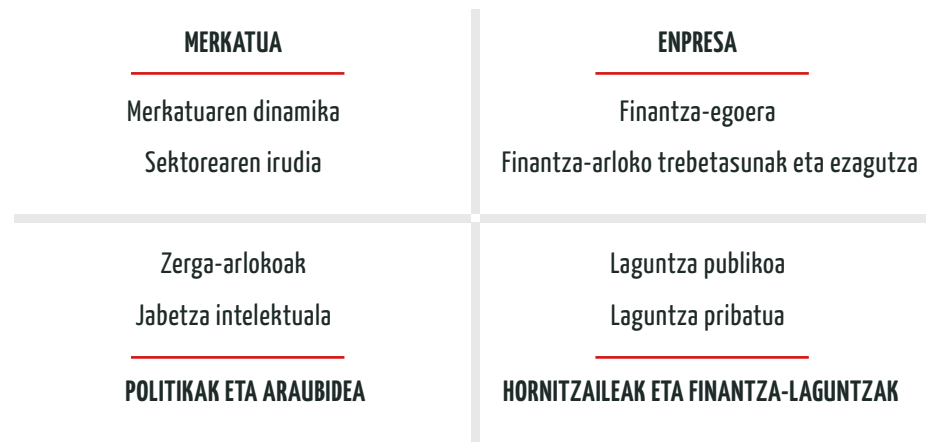 MERKATUA
Merkatuaren dinamika
Sektorearen irudia
ENPRESA
Finantza-egoera
Finantza-arloko trebetasunak eta ezagutza
Zerga-arlokoak
Jabetza intelektuala
POLITIKAK ETA ARAUBIDEA
Laguntza publikoa
Laguntza pribatua
HORNITZAILEAK ETA FINANTZA-LAGUNTZAK